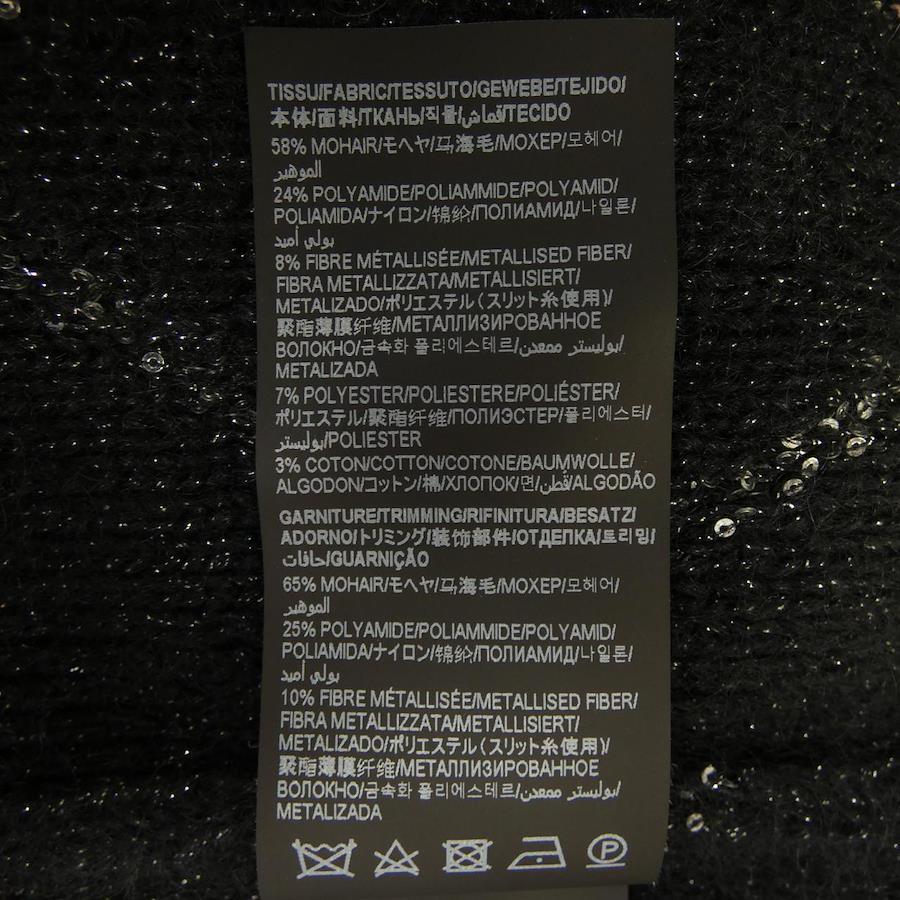 TISSU/FABRIC/TESSUTO/GEWEBE/TEJIDO/
本体/面料/ТКАНЬ/직물/قماش/TECIDO
58% MOHAIR/モヘヤ/马海毛/МОХЕР/모헤어/
الموهير
24% POLYAMIDE/POLIAMMIDE/POLYAMID/
POLIAMIDA/ナイロン/锦纶/ПОЛИАМИД/나일론/
بولي أميد
8% FIBRE MÉTALLISÉE/METALLISED FIBER/
FIBRA METALLIZZATA/METALLISIERT/
METALIZADO/ポリエステル(スリット糸使用)/
聚酯薄膜纤维/МЕТАЛЛИЗИРОВАННОЕ
ВОЛОКНО/금속화 폴리에스테르/بوليستر ممعدن/
METALIZADA
7% POLYESTER/POLIESTERE/POLIÉSTER/
ポリエステル/聚酯纤维/ПОЛИЭСТЕР/폴리에스테/
بوليستر/POLIESTER
3% COTON/COTTON/COTONE/BAUMWOLLE/
ALGODON/コットン/棉/ХЛОПОК/면/قطن/ALGODÃO
GARNITURE/TRIMMING/RIFINITURA/BESATZ/
ADORNO/トリミング/装饰部件/ОТДЕЛКА/트리밍/
حافات/GUARNIÇÃO
65% MOHAIR/モヘヤ/马海毛/МОХЕР/모헤어/
الموهير
25% POLYAMIDE/POLIAMMIDE/POLYAMID/
POLIAMIDA/ナイロン/锦纶/ПОЛИАМИД/나일론/
بولي أميد
10% FIBRE MÉTALLISÉE/METALLISED FIBER/
FIBRA METALLIZZATA/METALLISIERT/
METALIZADO/ポリエステル(スリット糸使用)/
聚酯薄膜纤维/МЕТАЛЛИЗИРОВАННОЕ
ВОЛОКНО/금속화 폴리에스테르/بوليستر ممعدن/
METALIZADA
P